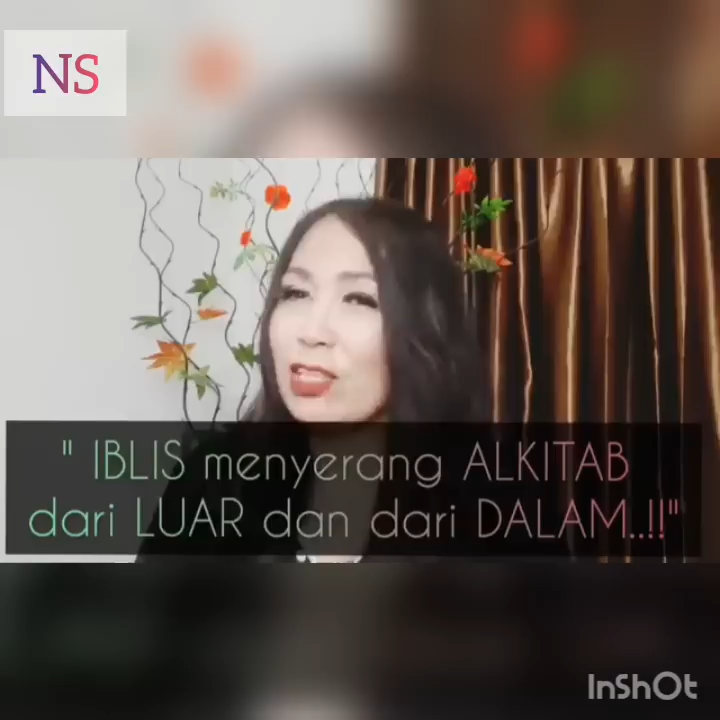 NS
" IBLIS menyerang ALKITAB
dari LUAR dan dari DALAM..!!"
InShOt